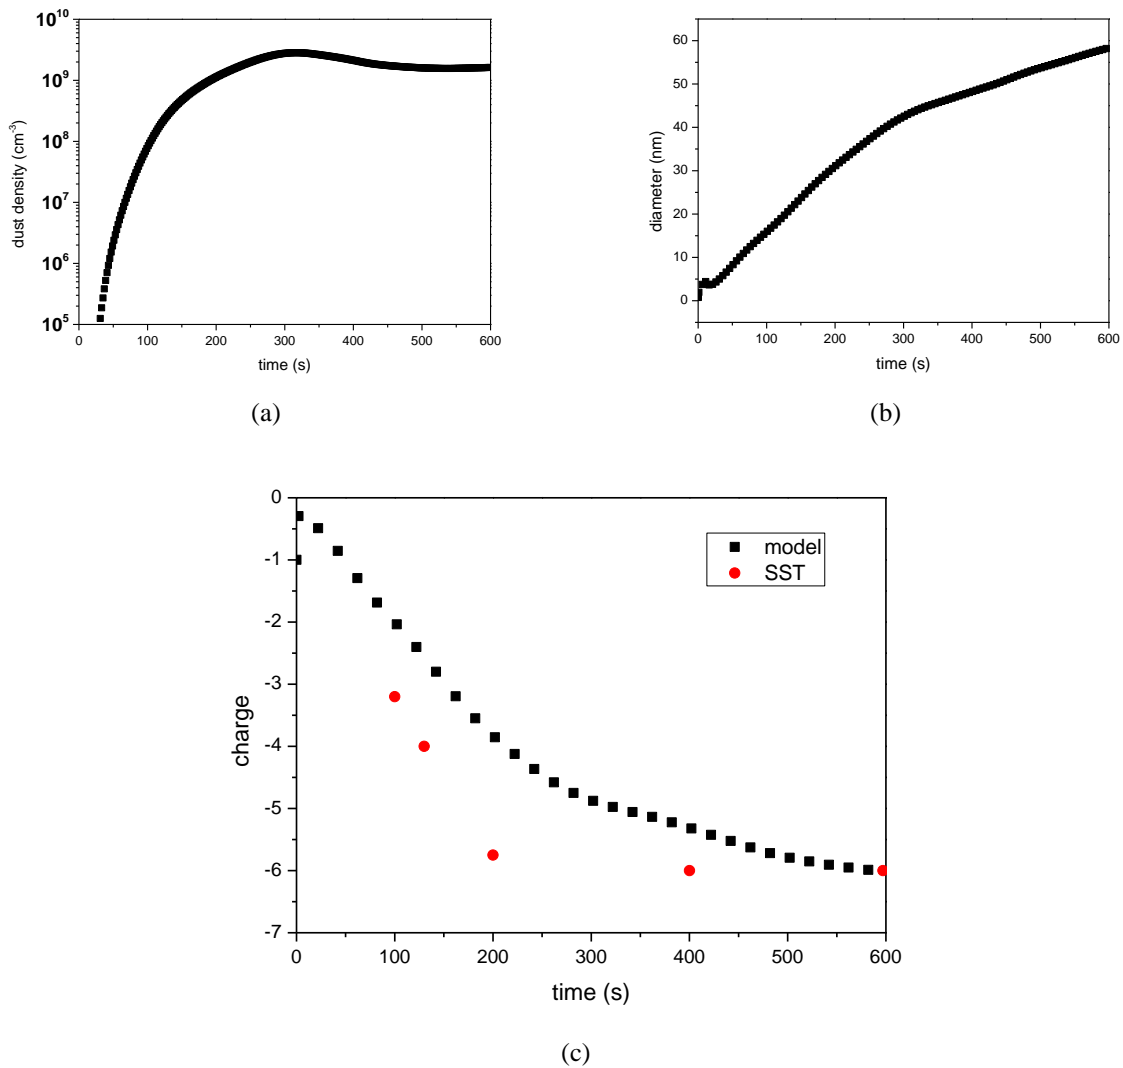 10^10
10^9
10^8
10^7
10^6
10^5
dust density (cm^-3)
0 100 200 300 400 500 600
time (s)
(a)
60
50
40
30
20
10
0
diameter (nm)
0 100 200 300 400 500 600
time (s)
(b)
0
-1
-2
-3
-4
-5
-6
-7
charge
model
SST
0 100 200 300 400 500 600
time (s)
(c)